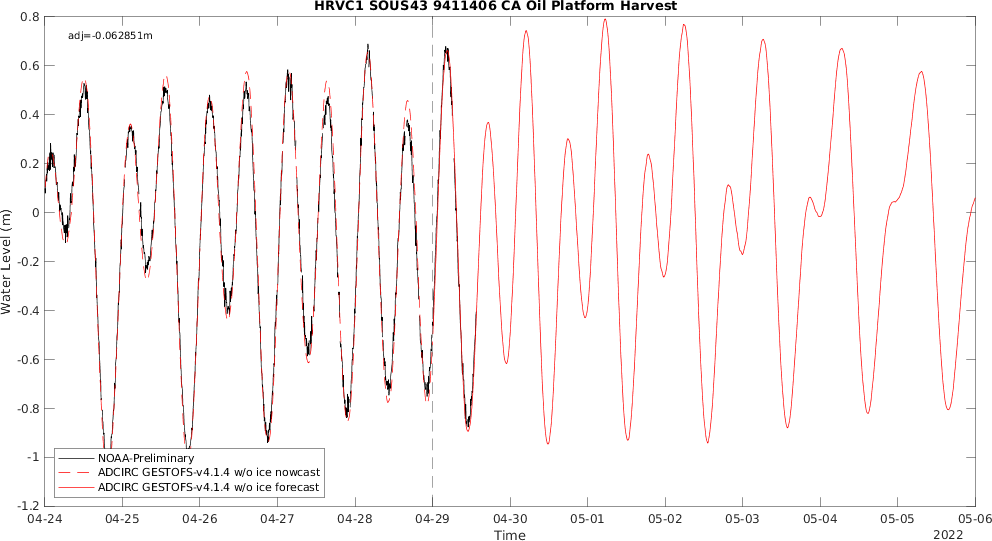 HRVC1 SOUS43 9411406 CA Oil Platform Harvest
adj=-0.062851m
0.8
0.6
0.4
0.2
0
-0.2
-0.4
-0.6
-0.8
-1
-1.2
Water Level (m)
NOAA-Preliminary
ADCIRC GESTOFS-v4.1.4 w/o ice nowcast
ADCIRC GESTOFS-v4.1.4 w/o ice forecast
04-24 04-25 04-26 04-27 04-28 04-29 04-30 05-01 05-02 05-03 05-04 05-05 05-06
Time
2022